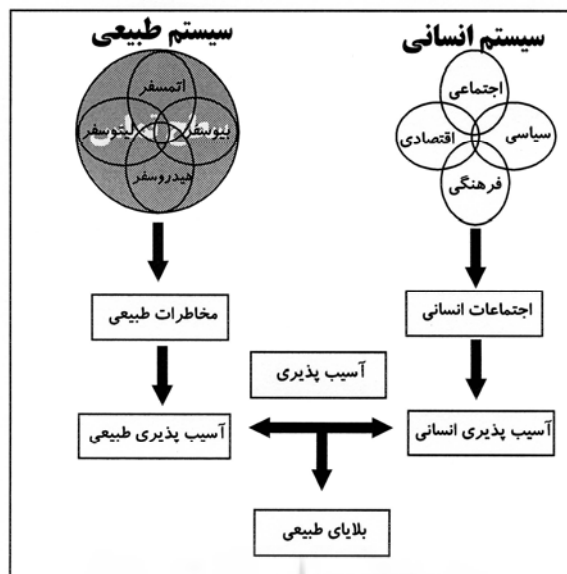 سیستم انسانی
سیستم طبیعی
اجتماعی
سیاسی
اقتصادی
فرهنگی
اتمسفر
بیوسفر
لیتوسفر
هیدروسفر
اجتماعات انسانی
مخاطرات طبیعی
آسیب پذیری
آسیب پذیری انسانی
آسیب پذیری طبیعی
بلایای طبیعی